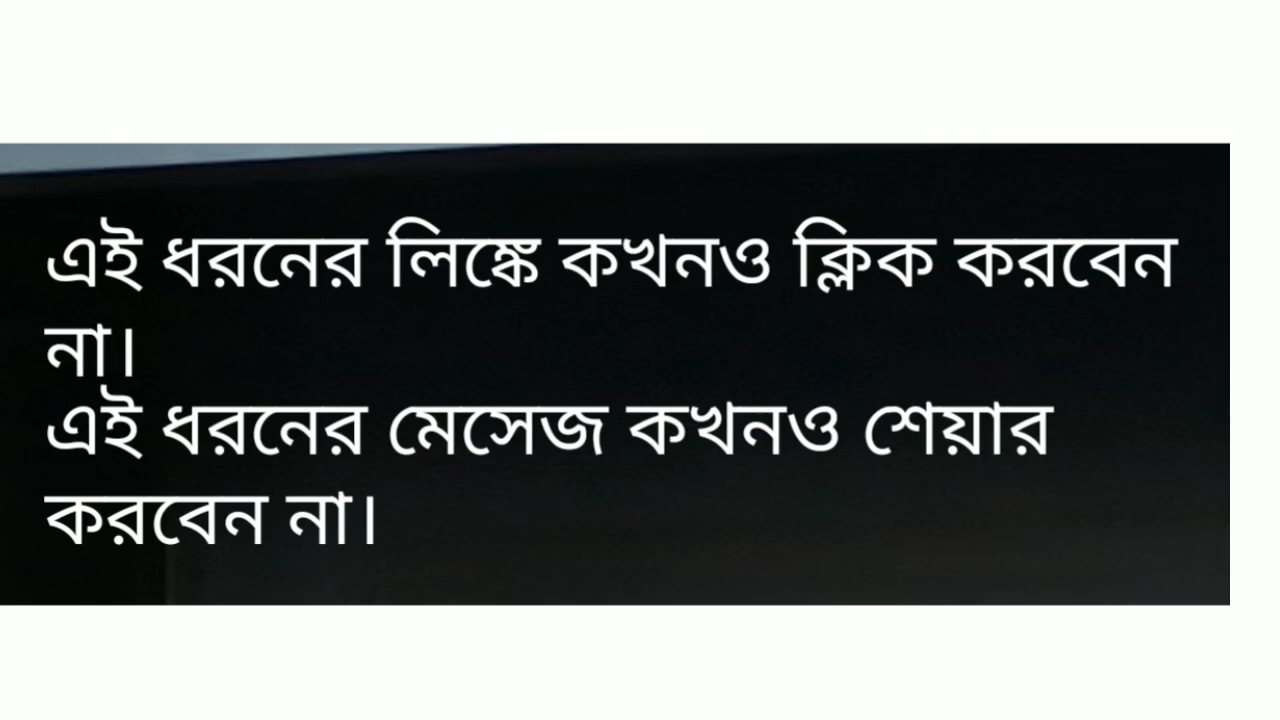 এই ধরনের লিঙ্কে কখনও ক্লিক করবেন
না।
এই ধরনের মেসেজ কখনও শেয়ার
করবেন না।